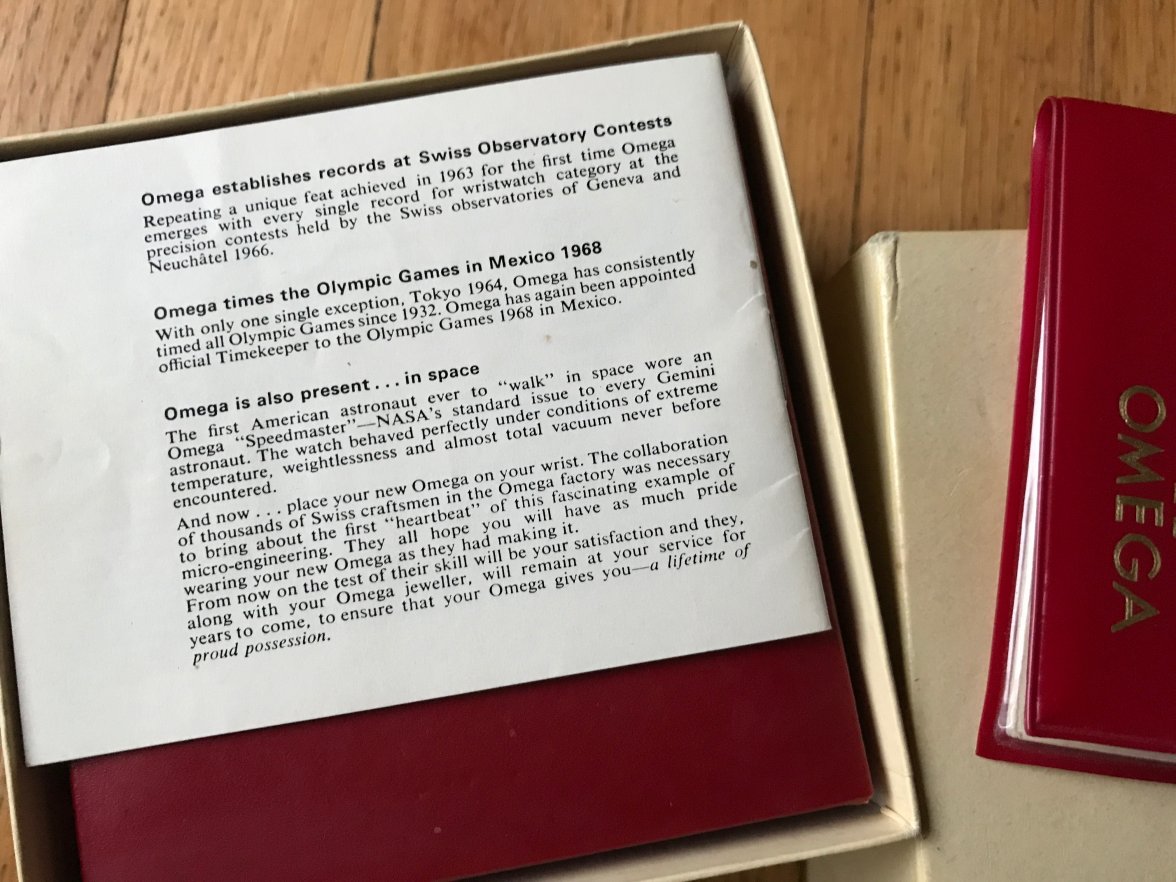 Omega establishes records at Swiss Observatory Contests
Repeating a unique feat achieved in 1963 for the first time Omega
emerges with every single record for wristwatch category at the
precision contests held by the Swiss observatories of Geneva and
Neuchâtel 1966.
Omega times the Olympic Games in Mexico 1968
With only one single exception, Tokyo 1964, Omega has consistently
timed all Olympic Games since 1932. Omega has again been appointed
official Timekeeper to the Olympic Games 1968 in Mexico.
Omega is also present . . . in space
The first American astronaut ever to “walk” in space wore an
Omega “Speedmaster”—NASA’s standard issue to every Gemini
astronaut. The watch behaved perfectly under conditions of extreme
temperature, weightlessness and almost total vacuum never before
encountered.
And now . . . place your new Omega on your wrist. The collaboration
of thousands of Swiss craftsmen in the Omega factory was necessary
to bring about the first “heartbeat” of this fascinating example of
micro-engineering. They all hope you will have as much pride
wearing your new Omega as they had making it.
From now on the test of their skill will be your satisfaction and they,
along with your Omega jeweller, will remain at your service for
years to come, to ensure that your Omega gives you—a lifetime of
proud possession.
OMEGA